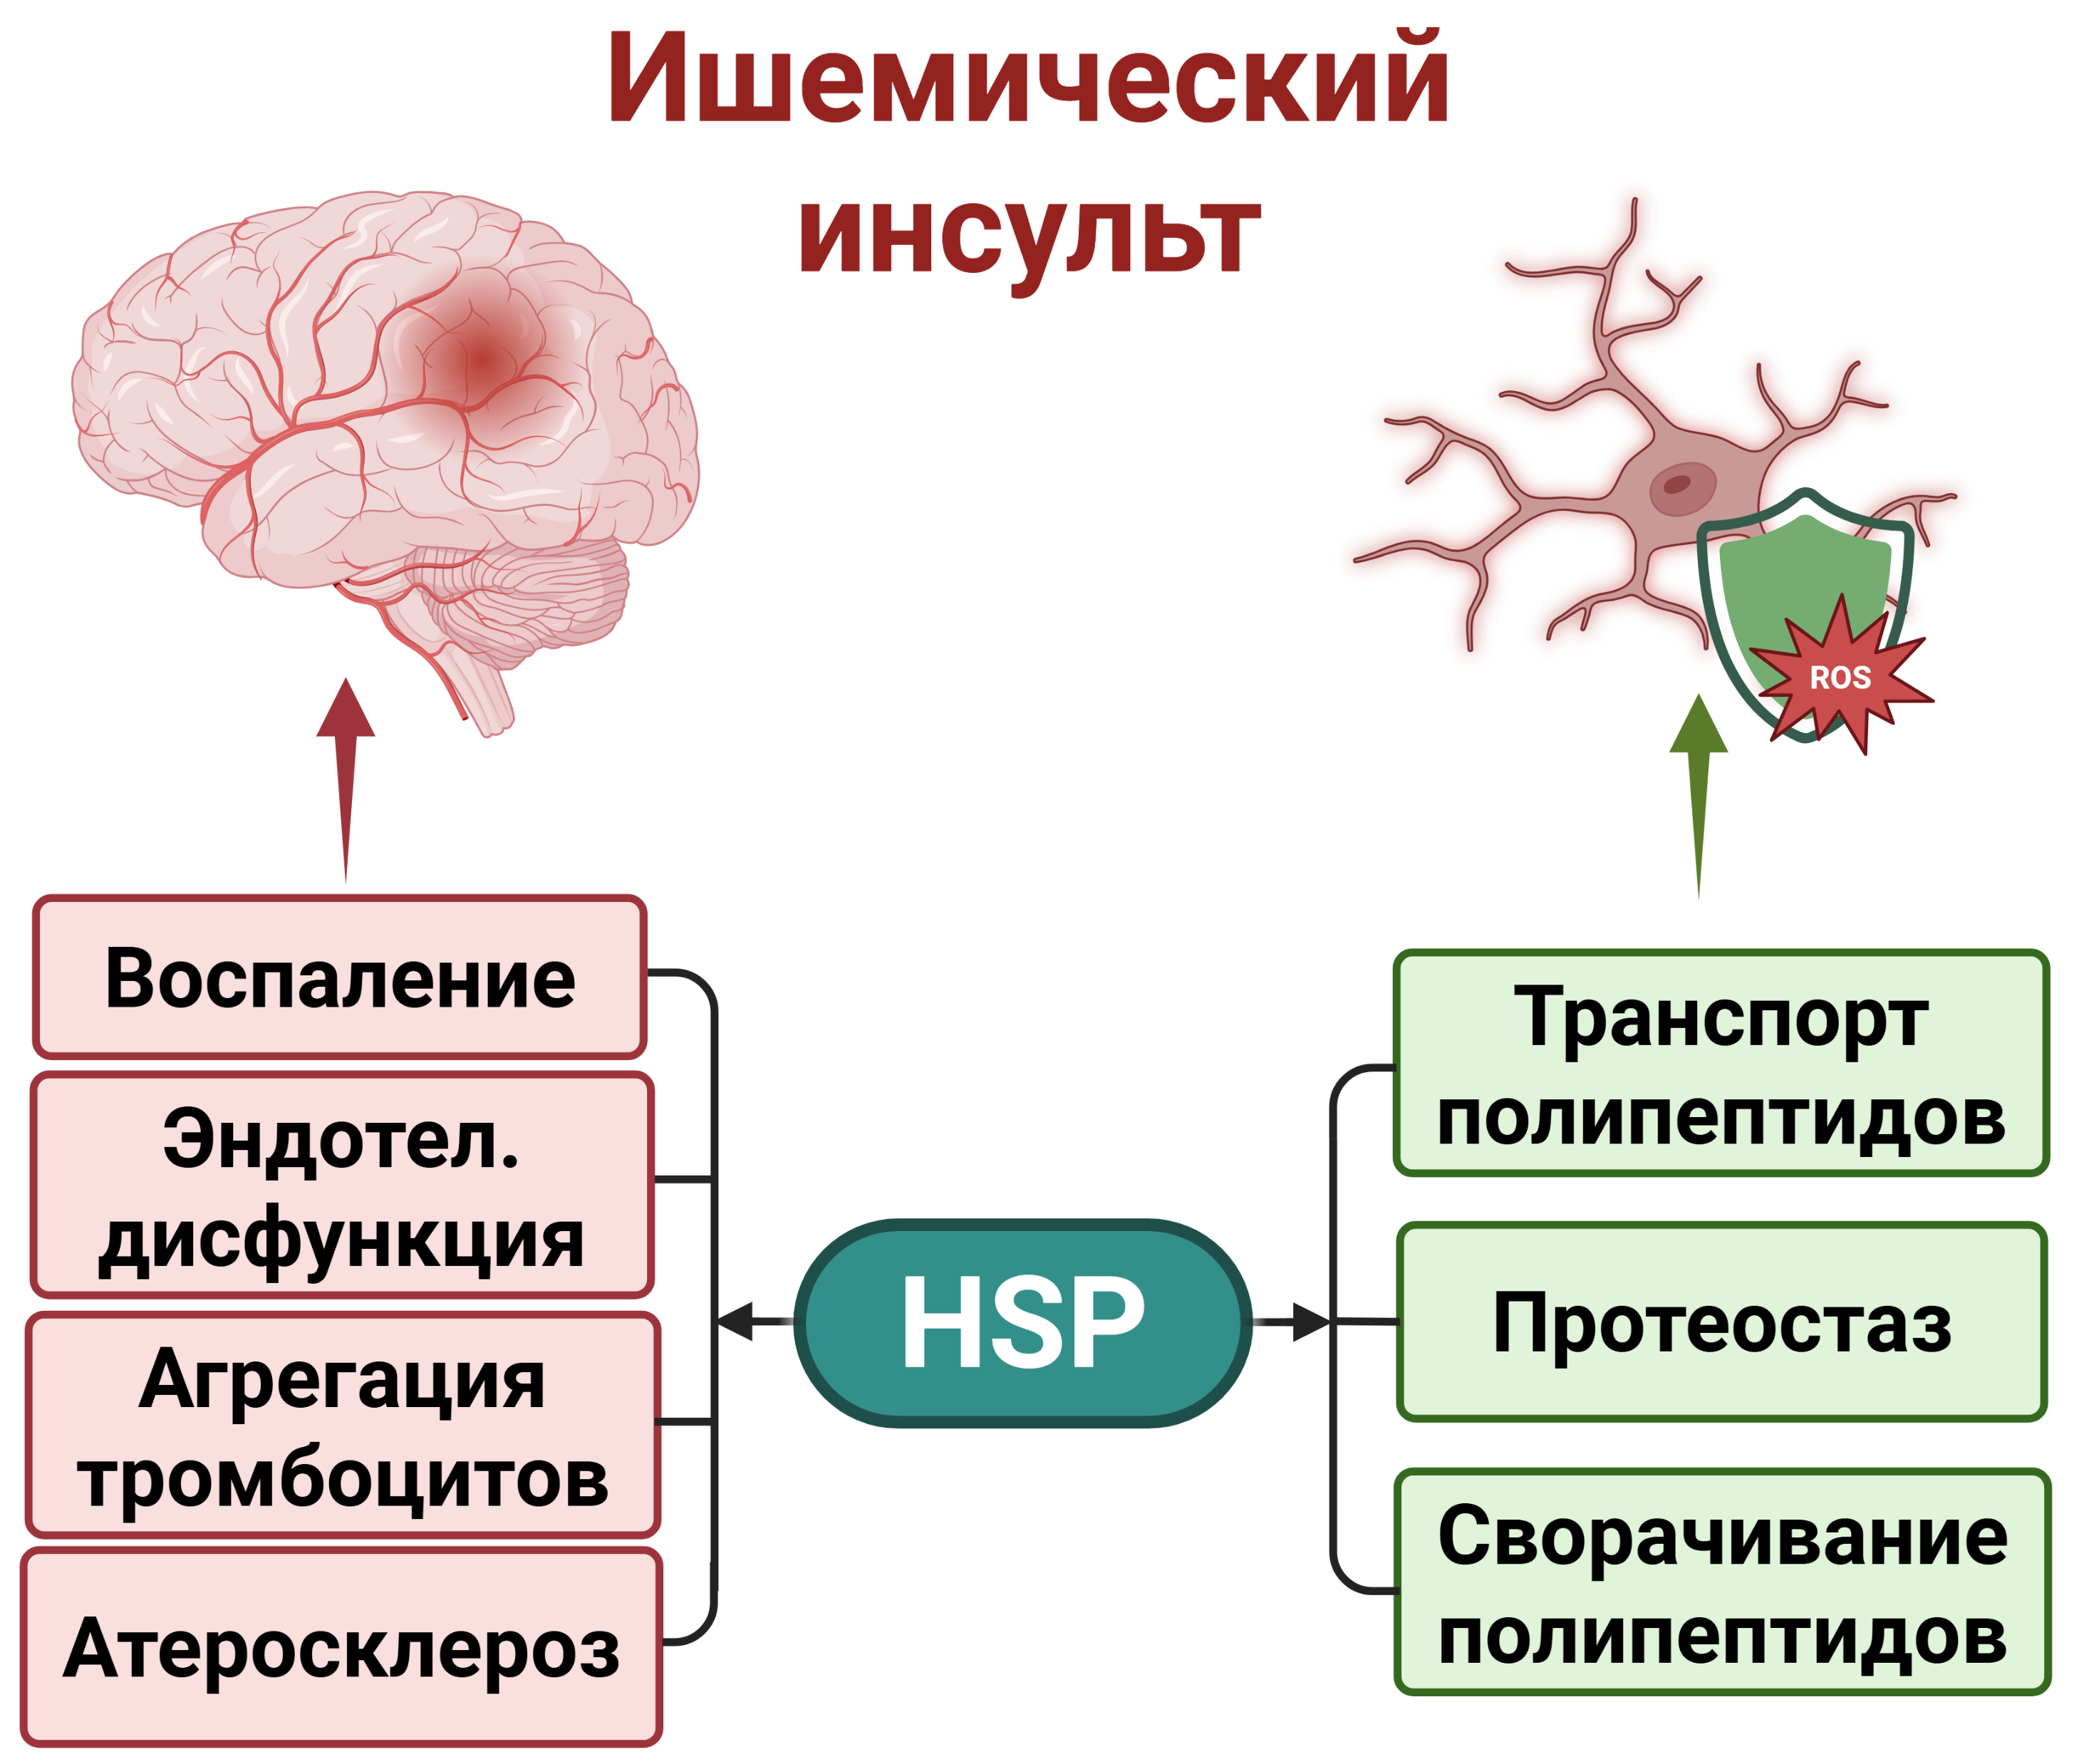 Ишемический
инсульт
ROS
Воспаление
Эндотел.
дисфункция
Агрегация
тромбоцитов
Атеросклероз
HSP
Транспорт
полипептидов
Протеостаз
Сворачивание
полипептидов